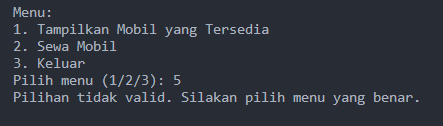 Menu:
1. Tampilkan Mobil yang Tersedia
2. Sewa Mobil
3. Keluar
Pilih menu (1/2/3): 5
Pilihan tidak valid. Silakan pilih menu yang benar.